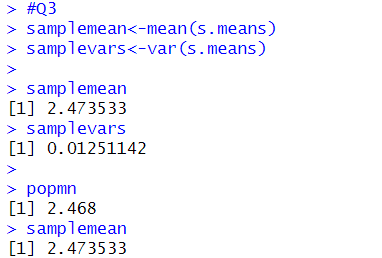 > #Q3
> samplemean<-mean(s.means)
> samplevars<-var(s.means)
>
> samplemean
[1] 2.473533
> samplevars
[1] 0.01251142
>
> popmn
[1] 2.468
> samplemean
[1] 2.473533